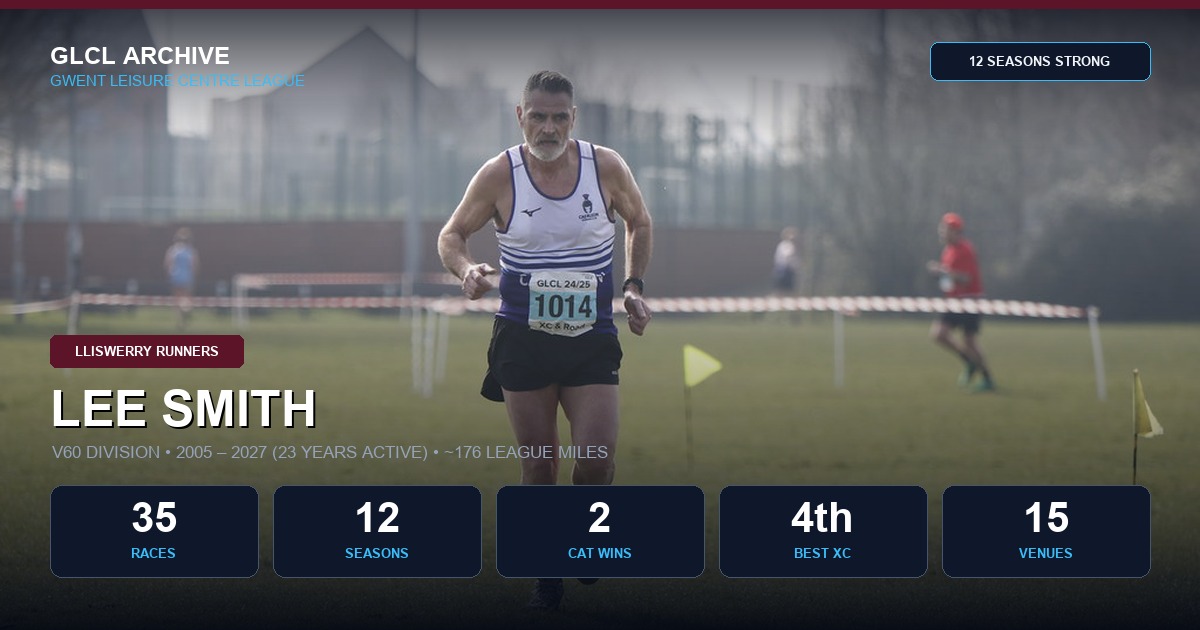 GLCL ARCHIVE
GWENT LEISURE CENTRE LEAGUE
12 SEASONS STRONG
GLCL 24/25
1014
XC & Road
LLISWERRY RUNNERS
LEE SMITH
V60 DIVISION • 2005 – 2027 (23 YEARS ACTIVE) • ~176 LEAGUE MILES
35
RACES
12
SEASONS
2
CAT WINS
4th
BEST XC
15
VENUES